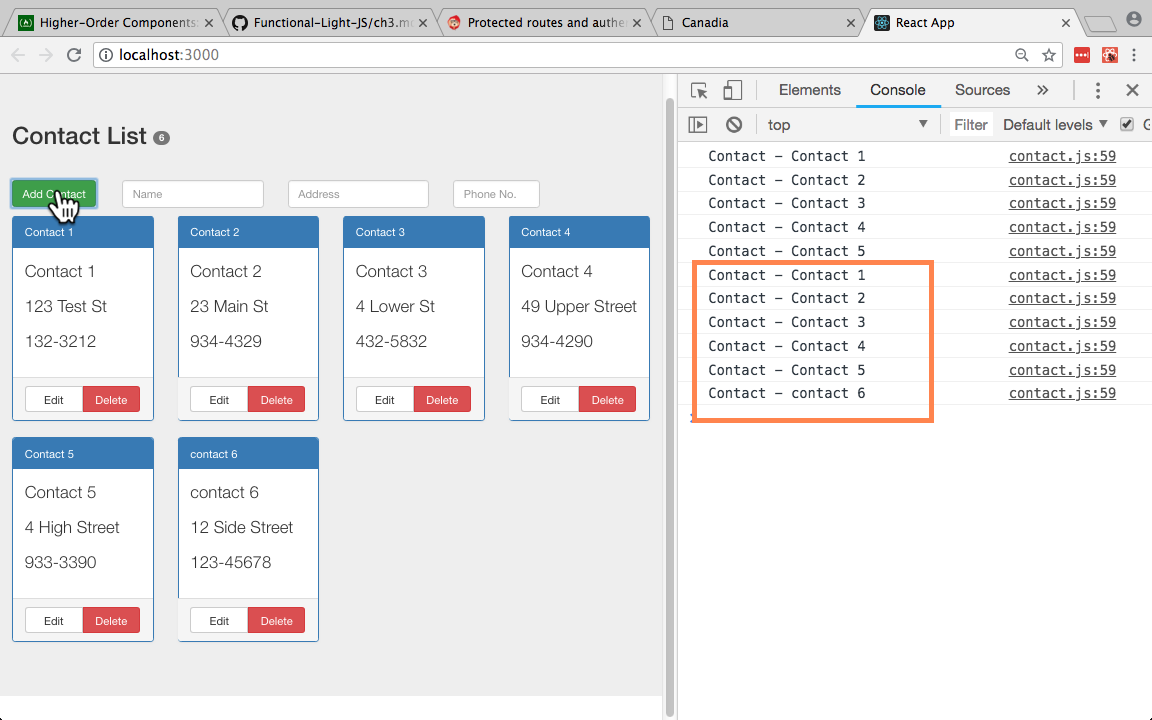 Higher-Order Components
Functional-Light-JS/ch3.md
Protected routes and authe
Canadia
React App
localhost:3000
Elements
Console
Sources
top
Filter
Default levels
Contact List 6
Add Contact
Name
Address
Phone No.
Contact 1
Contact 1
123 Test St
132-3212
Edit
Delete
Contact 2
Contact 2
23 Main St
934-4329
Edit
Delete
Contact 3
Contact 3
4 Lower St
432-5832
Edit
Delete
Contact 4
Contact 4
49 Upper Street
934-4290
Edit
Delete
Contact 5
Contact 5
4 High Street
933-3390
Edit
Delete
contact 6
contact 6
12 Side Street
123-45678
Edit
Delete
Contact – Contact 1 contact.js:59
Contact – Contact 2 contact.js:59
Contact – Contact 3 contact.js:59
Contact – Contact 4 contact.js:59
Contact – Contact 5 contact.js:59
Contact – Contact 1 contact.js:59
Contact – Contact 2 contact.js:59
Contact – Contact 3 contact.js:59
Contact – Contact 4 contact.js:59
Contact – Contact 5 contact.js:59
Contact – contact 6 contact.js:59